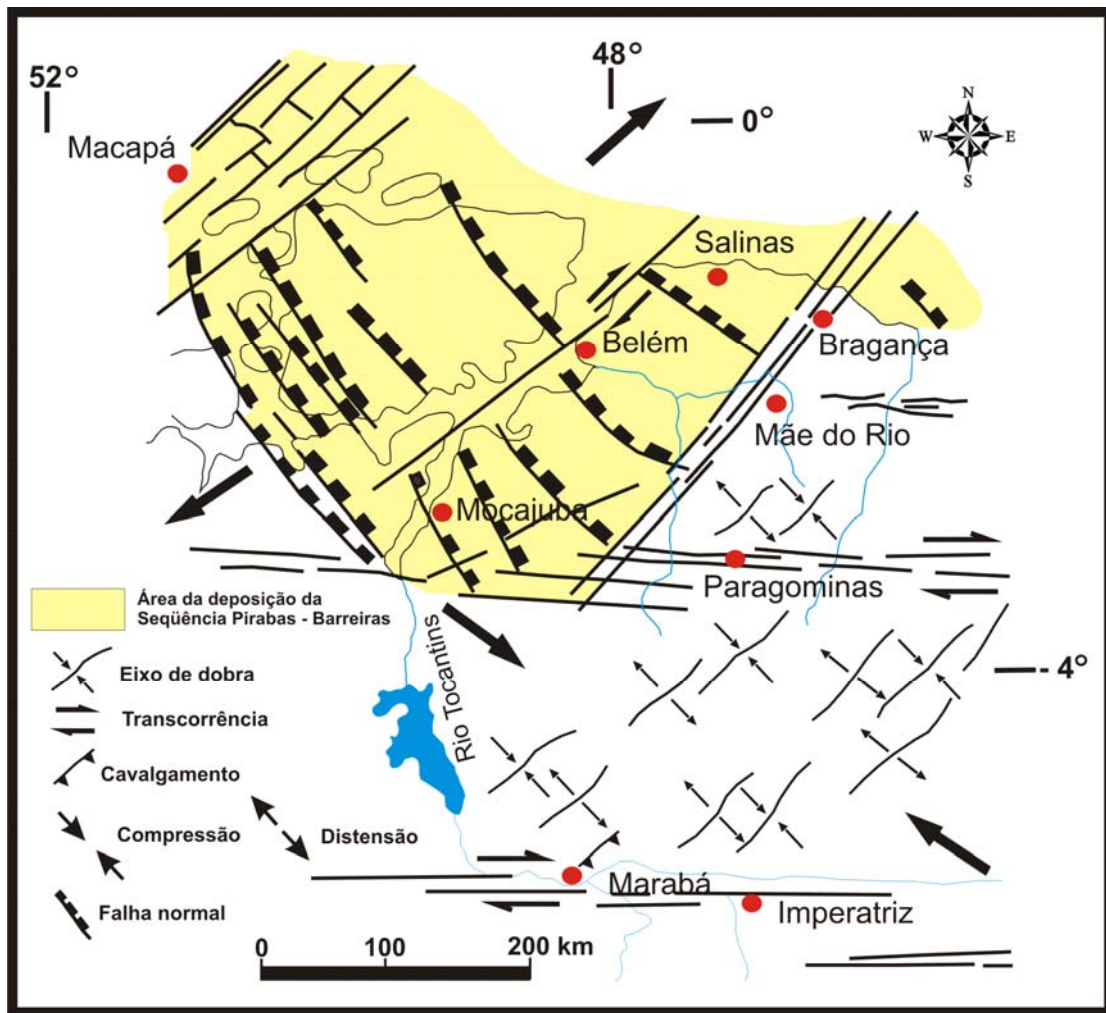 52°
48°
0°
Macapá
N
W
E
S
Salinas
Belém
Bragança
Mãe do Rio
Mocajuba
Paragominas
Área da deposição da
Seqüência Pirabas - Barreiras
- 4°
Eixo de dobra
Rio Tocantins
Transcorrência
Cavalgamento
Compressão
Distensão
Marabá
Imperatriz
Falha normal
0
100
200 km